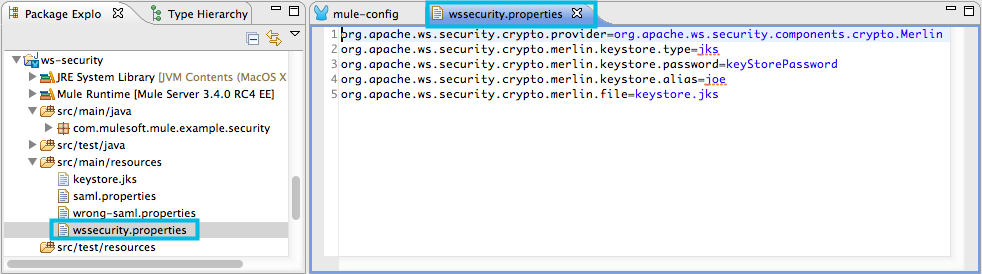 Package Explo
Type Hierarchy
ws-security
JRE System Library [JVM Contents (MacOS X
Mule Runtime [Mule Server 3.4.0 RC4 EE]
src/main/java
com.mulesoft.mule.example.security
src/test/java
src/main/resources
keystore.jks
saml.properties
wrong-saml.properties
wssecurity.properties
src/test/resources
mule-config
wssecurity.properties
1 org.apache.ws.security.crypto.provider=org.apache.ws.security.components.crypto.Merlin
2 org.apache.ws.security.crypto.merlin.keystore.type=jks
3 org.apache.ws.security.crypto.merlin.keystore.password=keyStorePassword
4 org.apache.ws.security.crypto.merlin.keystore.alias=joe
5 org.apache.ws.security.crypto.merlin.file=keystore.jks